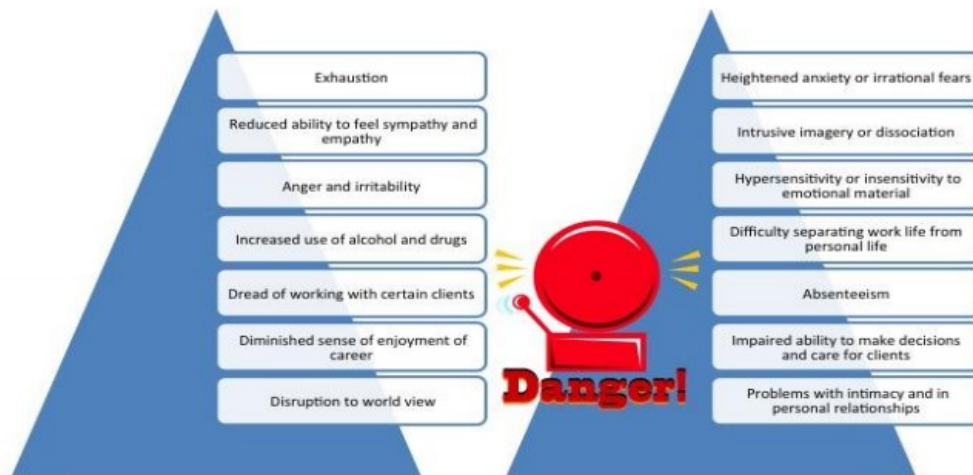 Exhaustion
Reduced ability to feel sympathy and
empathy
Anger and irritability
Increased use of alcohol and drugs
Dread of working with certain clients
Diminished sense of enjoyment of
career
Disruption to world view
Danger!
Heightened anxiety or irrational fears
Intrusive imagery or dissociation
Hypersensitivity or insensitivity to
emotional material
Difficulty separating work life from
personal life
Absenteeism
Impaired ability to make decisions
and care for clients
Problems with intimacy and in
personal relationships